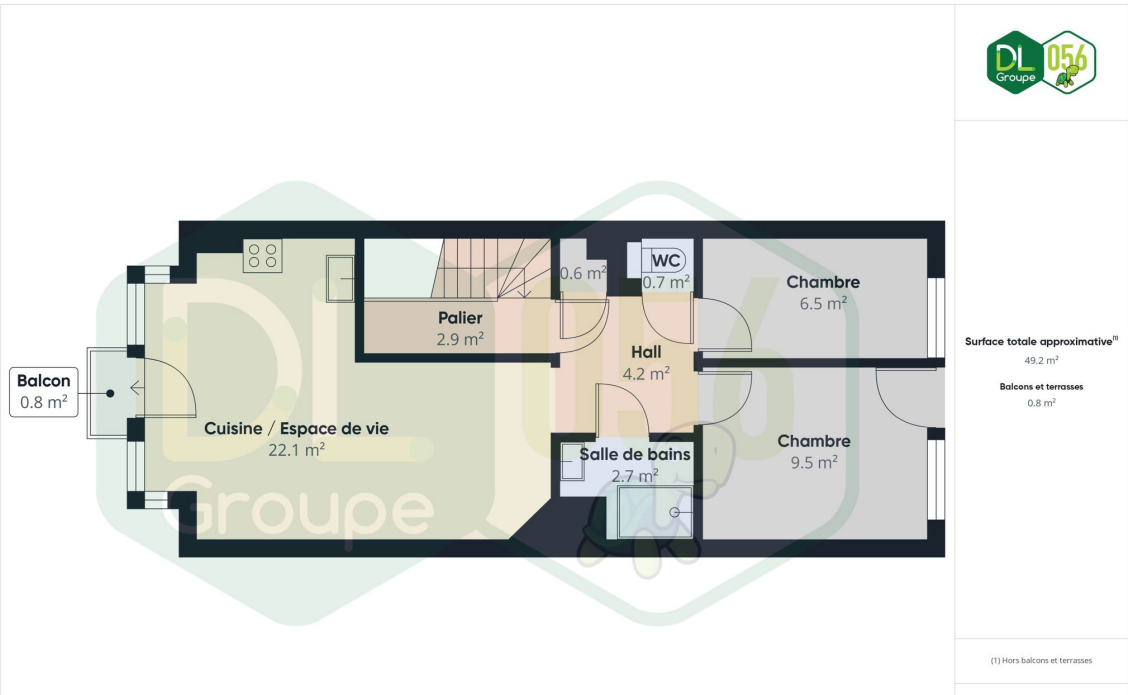 DL
Groupe
056
WC
0.7 m²
0.6 m²
Chambre
6.5 m²
Palier
2.9 m²
Hall
4.2 m²
Balcon
0.8 m²
Cuisine / Espace de vie
22.1 m²
Salle de bains
2.7 m²
Chambre
9.5 m²
DL 056
Groupe
Surface totale approximative(1)
49.2 m²
Balcons et terrasses
0.8 m²
(1) Hors balcons et terrasses